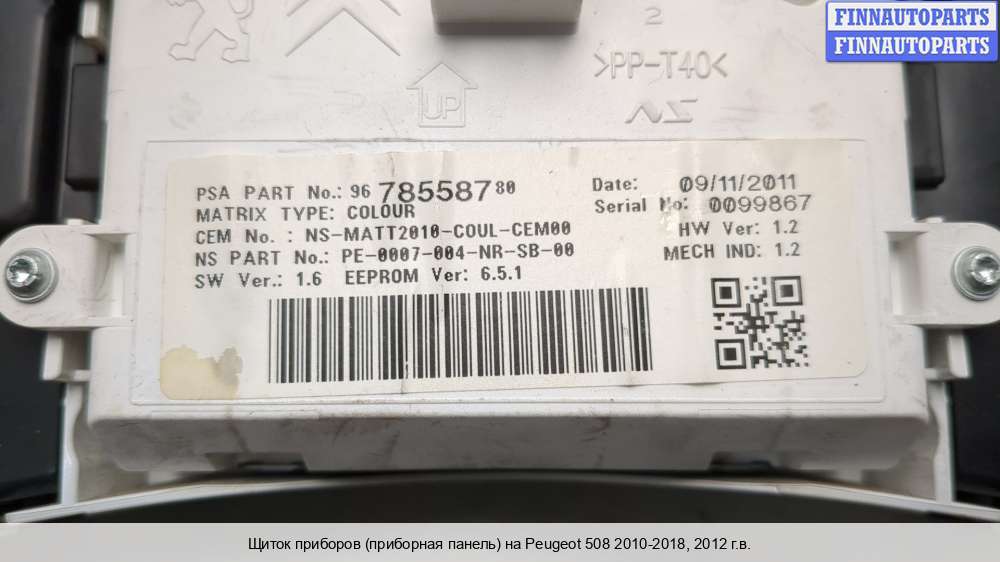 FINNAUTOPARTS
FINNAUTOPARTS
2
>PP-T40<
UP
NS
PSA PART No.: 96 785587 80
MATRIX TYPE: COLOUR
CEM No. : NS-MATT2010-COUL-CEM00
NS PART No.: PE-0007-004-NR-SB-00
SW Ver.: 1.6 EEPROM Ver: 6.5.1
Date: 09/11/2011
Serial No: 0099867
HW Ver: 1.2
MECH IND: 1.2
Щиток приборов (приборная панель) на Peugeot 508 2010-2018, 2012 г.в.